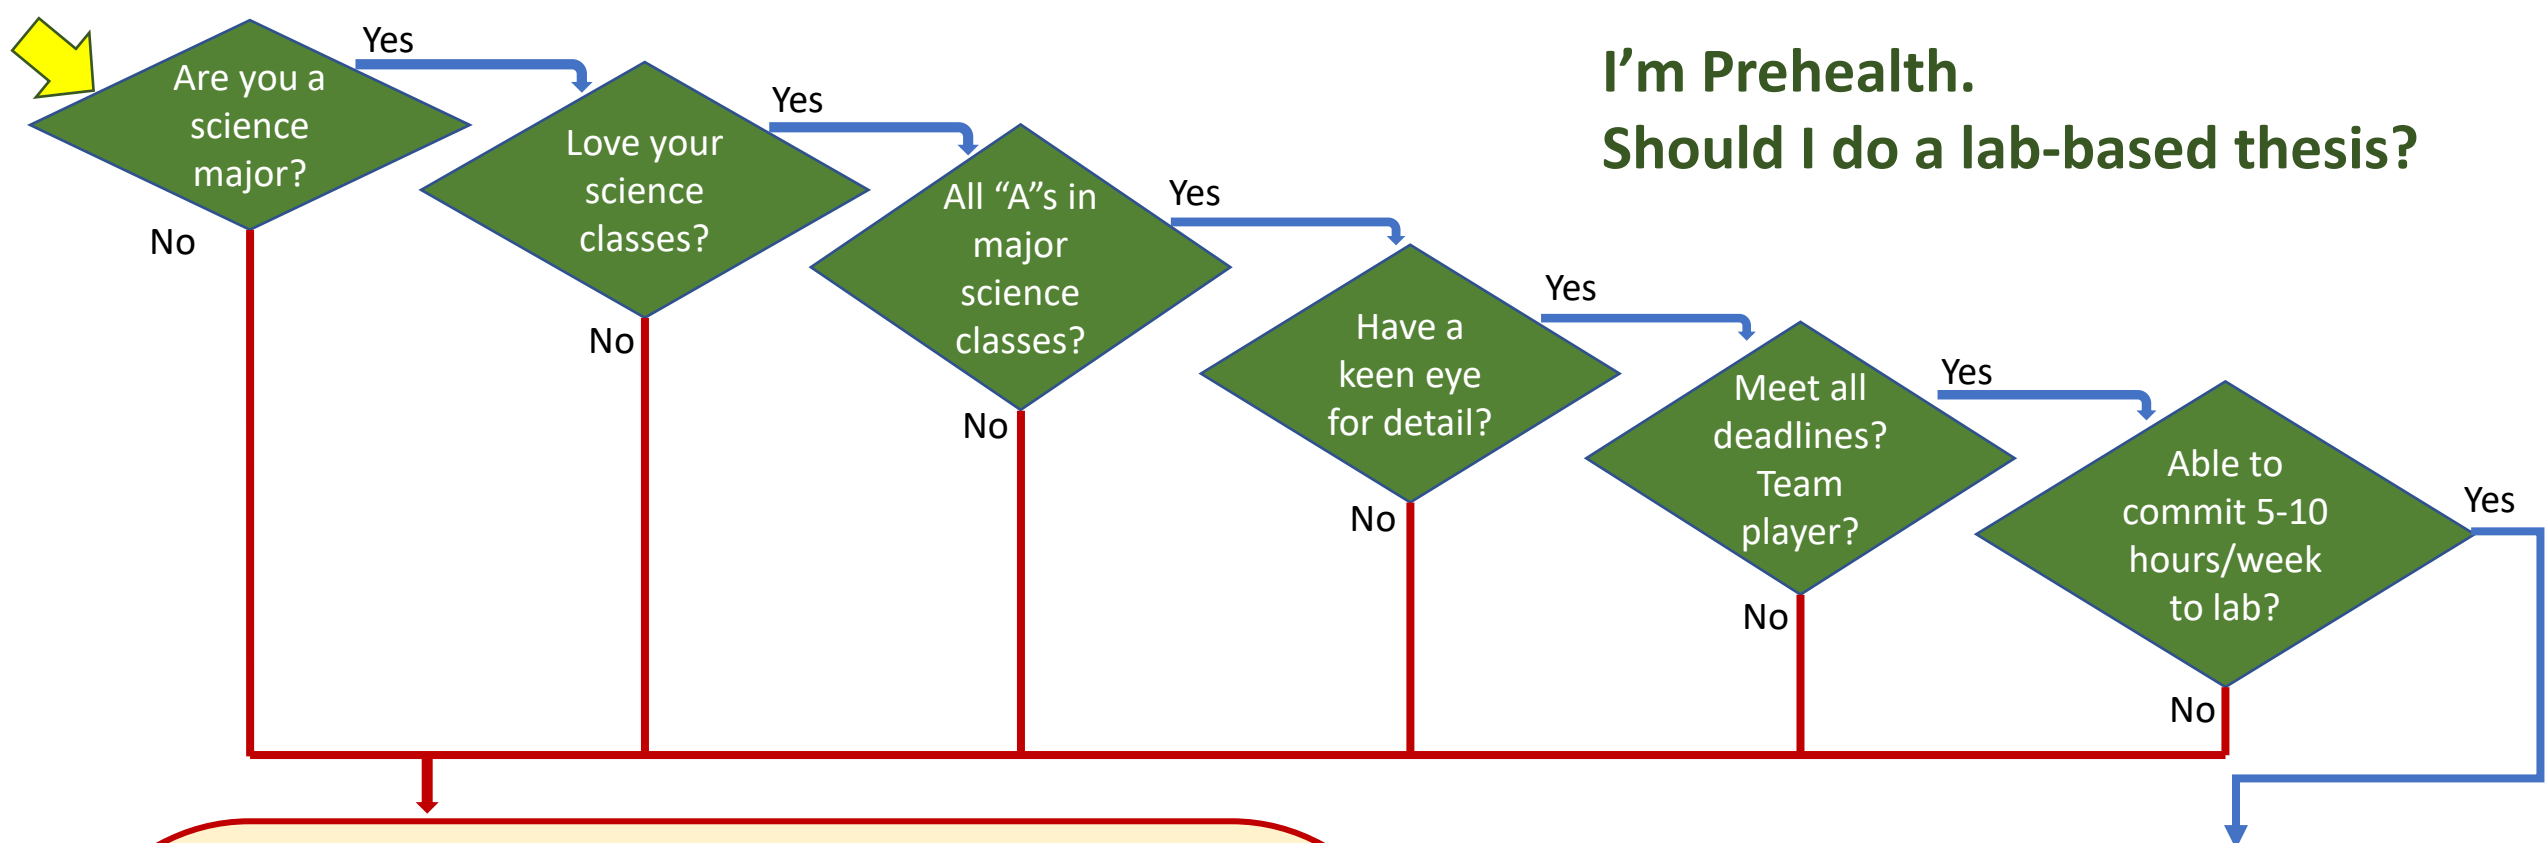 I’m Prehealth.
Should I do a lab-based thesis?
Are you a
science
major?
Yes
No
Love your
science
classes?
Yes
No
All “A”s in
major
science
classes?
Yes
No
Have a
keen eye
for detail?
Yes
No
Meet all
deadlines?
Team
player?
Yes
No
Able to
commit 5-10
hours/week
to lab?
Yes
No